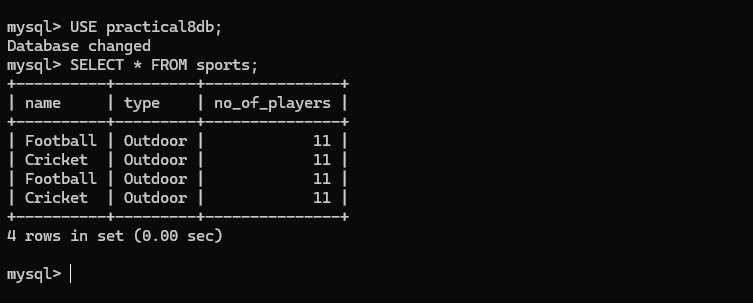 mysql> USE practical8db;
Database changed
mysql> SELECT * FROM sports;
+----------+---------+---------------+
| name     | type    | no_of_players |
+----------+---------+---------------+
| Football | Outdoor |            11 |
| Cricket  | Outdoor |            11 |
| Football | Outdoor |            11 |
| Cricket  | Outdoor |            11 |
+----------+---------+---------------+
4 rows in set (0.00 sec)
mysql>